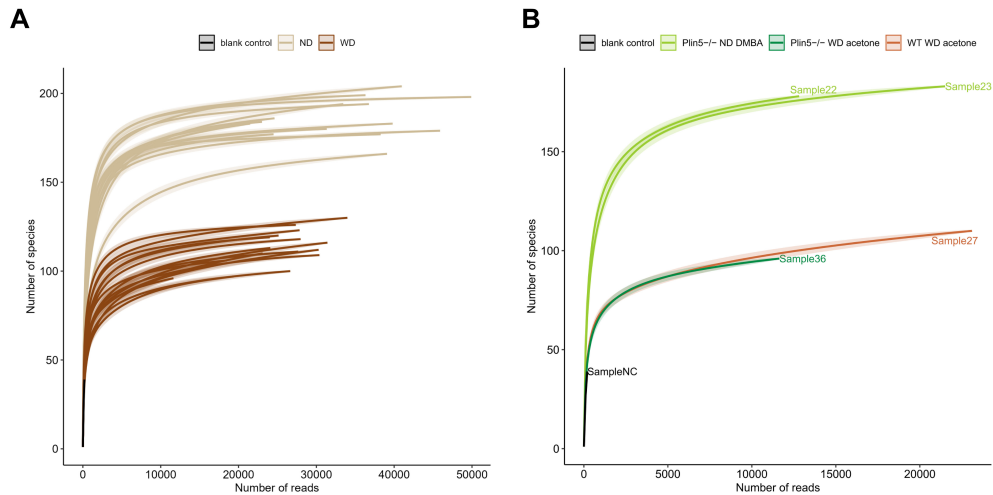 A
blank control ND WD
200
150
100
50
0
Number of species
0 10000 20000 30000 40000 50000
Number of reads
B
blank control Plin5−/− ND DMBA Plin5−/− WD acetone WT WD acetone
Sample22
Sample23
150
Sample27
100
Sample36
50
SampleNC
0
Number of species
0 5000 10000 15000 20000
Number of reads